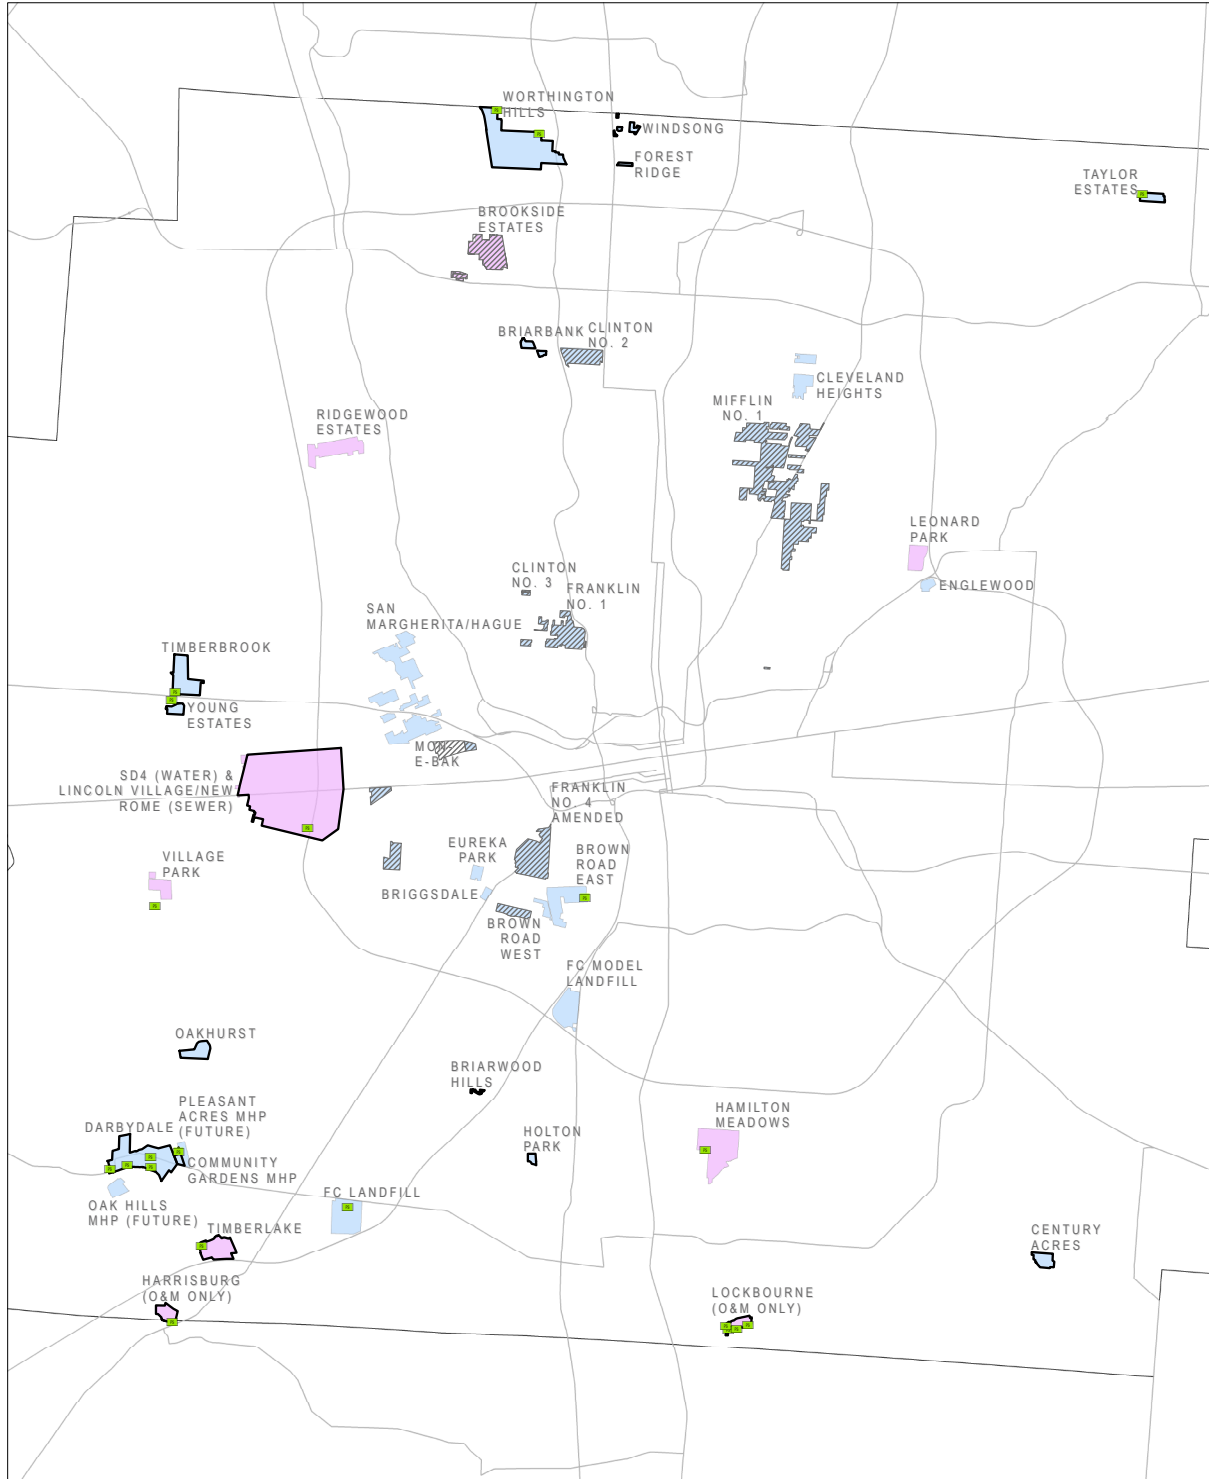 WORTHINGTON
HILLS
WINDSONG
FOREST
RIDGE
TAYLOR
ESTATES
BROOKSIDE
ESTATES
BRIARBANK
CLINTON
NO. 2
CLEVELAND
HEIGHTS
MIFFLIN
NO. 1
RIDGEWOOD
ESTATES
LEONARD
PARK
ENGLEWOOD
CLINTON
NO. 3
FRANKLIN
NO. 1
SAN
MARGHERITA/HAGUE
TIMBERBROOK
YOUNG
ESTATES
MON-
E-BAK
SD4 (WATER) &
LINCOLN VILLAGE/NEW
ROME (SEWER)
FRANKLIN
NO. 4
AMENDED
EUREKA
PARK
BROWN
ROAD
EAST
VILLAGE
PARK
BRIGGSDALE
BROWN
ROAD
WEST
FC MODEL
LANDFILL
OAKHURST
BRIARWOOD
HILLS
PLEASANT
ACRES MHP
(FUTURE)
DARBYDALE
HAMILTON
MEADOWS
HOLTON
PARK
COMMUNITY
GARDENS MHP
OAK HILLS
MHP (FUTURE)
FC LANDFILL
TIMBERLAKE
CENTURY
ACRES
HARRISBURG
(O&M ONLY)
LOCKBOURNE
(O&M ONLY)